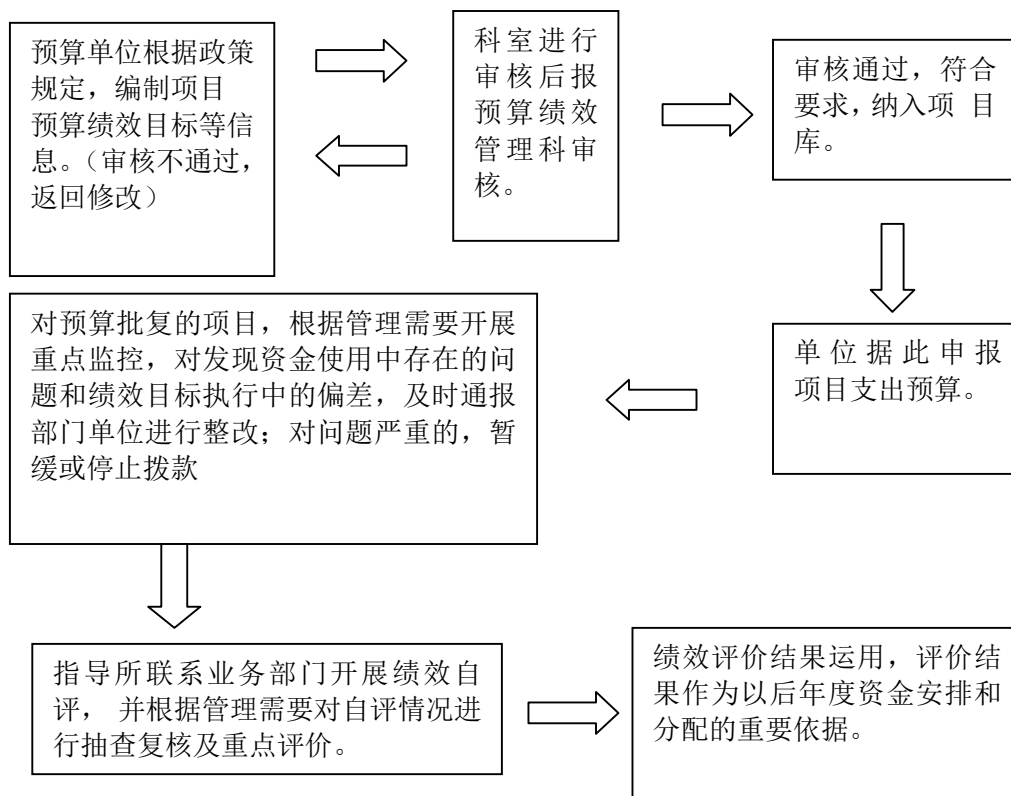 预算单位根据政策
规定，编制项目
预算绩效目标等信
息。（审核不通过，
返回修改）
科室进行
审核后报
预算绩效
管理科审
核。
审核通过，符合
要求，纳入项 目
库。
单位据此申报
项目支出预算。
对预算批复的项目，根据管理需要开展
重点监控，对发现资金使用中存在的问
题和绩效目标执行中的偏差，及时通报
部门单位进行整改；对问题严重的，暂
缓或停止拨款
指导所联系业务部门开展绩效自
评， 并根据管理需要对自评情况进
行抽查复核及重点评价。
绩效评价结果运用，评价结
果作为以后年度资金安排和
分配的重要依据。